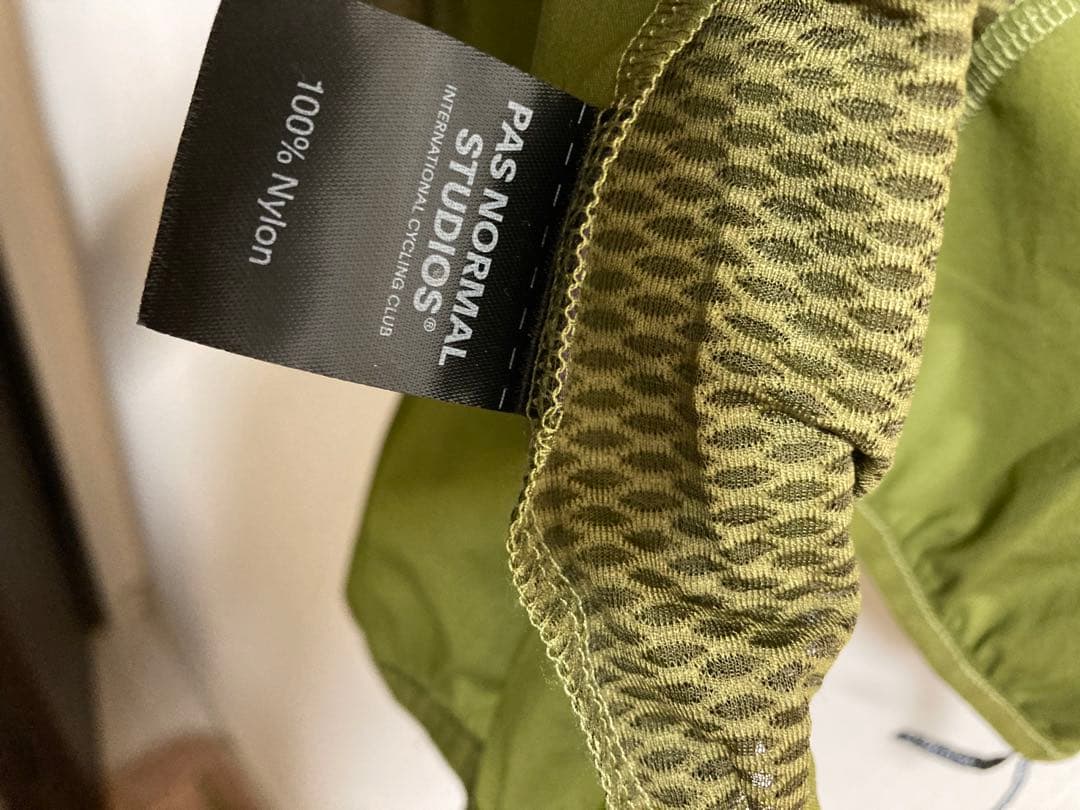 PAS NORMAL
STUDIOS®
INTERNATIONAL CYCLING CLUB
100% Nylon